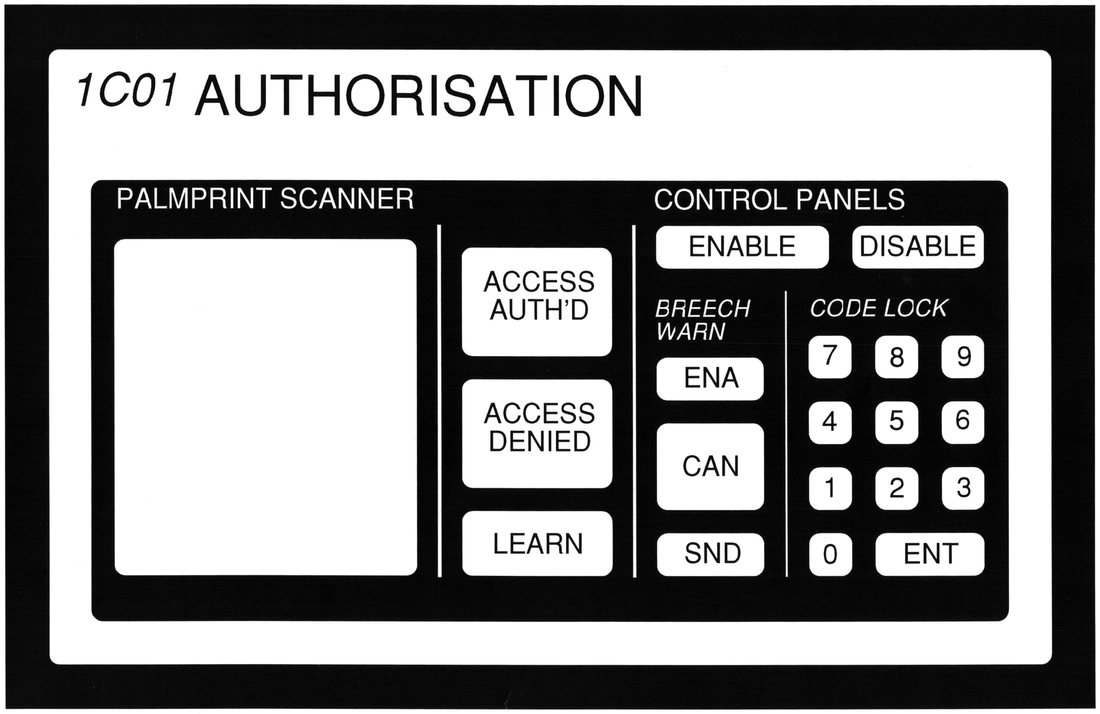 1C01 AUTHORISATION
PALMPRINT SCANNER
ACCESS
AUTH'D
ACCESS
DENIED
LEARN
CONTROL PANELS
ENABLE DISABLE
BREECH
WARN
ENA
CAN
SND
CODE LOCK
7 8 9
4 5 6
1 2 3
0 ENT